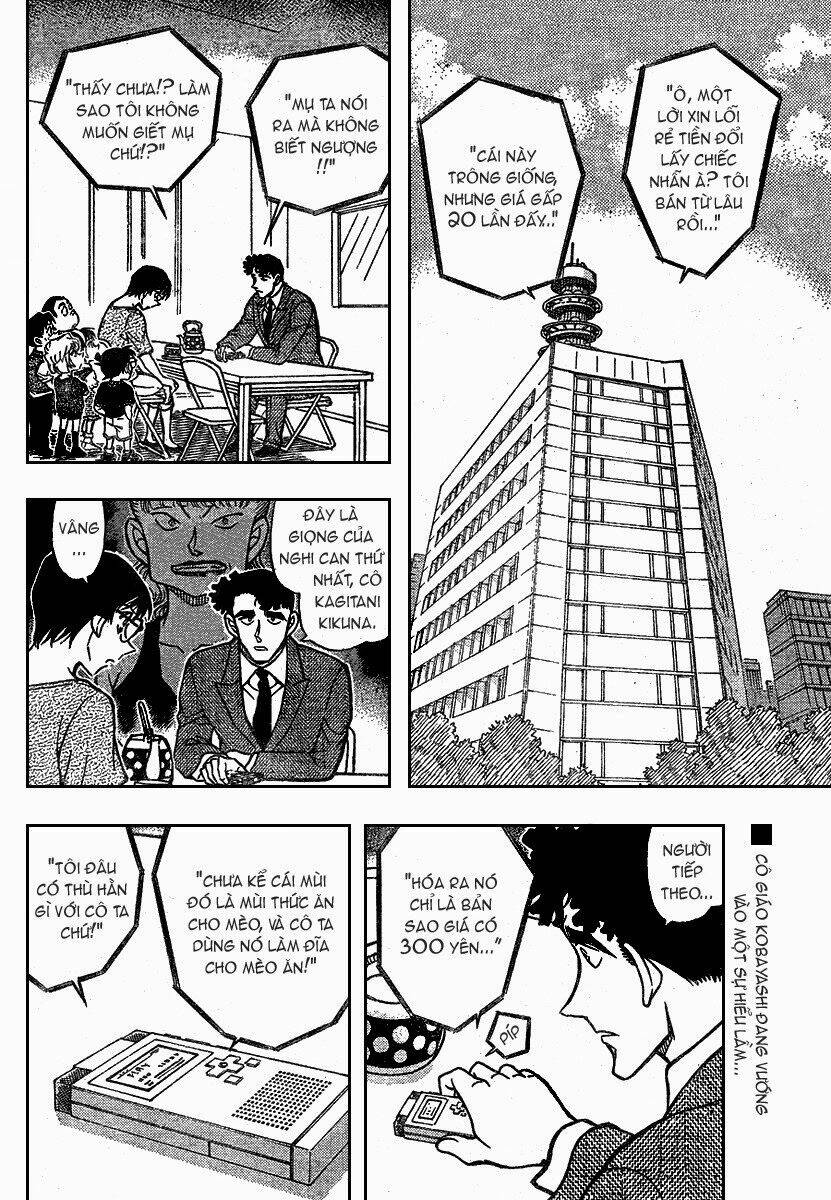 "Ô, MỘT
LỜI XIN LỖI
RẺ TIỀN ĐỔI
LẤY CHIẾC
NHẪN À? TÔI
BÁN TỪ LÂU
RỒI..."
"CÁI NÀY
TRÔNG GIỐNG,
NHƯNG GIÁ GẤP
20 LẦN ĐẤY.."
"MỤ TA NÓI
RA MÀ KHÔNG
BIẾT NGƯỢNG
!!"
"THẤY CHƯA!? LÀM
SAO TÔI KHÔNG
MUỐN GIẾT MỤ
CHỨ!?"
ĐÂY LÀ
GIỌNG CỦA
NGHI CAN THỨ
NHẤT, CÔ
KAGITANI
KIKUNA.
VÂNG
...
CÔ GIÁO KOBAYASHI ĐANG VƯỚNG
VÀO MỘT SỰ HIỂU LẦM...
NGƯỜI
TIẾP
THEO...
"HÓA RA NÓ
CHỈ LÀ BẢN
SAO GIÁ CÓ
300 YÊN..."
PÍP
"CHƯA KỂ CÁI MÙI
ĐÓ LÀ MÙI THỨC ĂN
CHO MÈO, VÀ CÔ TA
DÙNG NÓ LÀM ĐĨA
CHO MÈO ĂN!"
"TÔI ĐÂU
CÓ THÙ HẰN
GÌ VỚI CÔ TA
CHỨ!"
PLAY